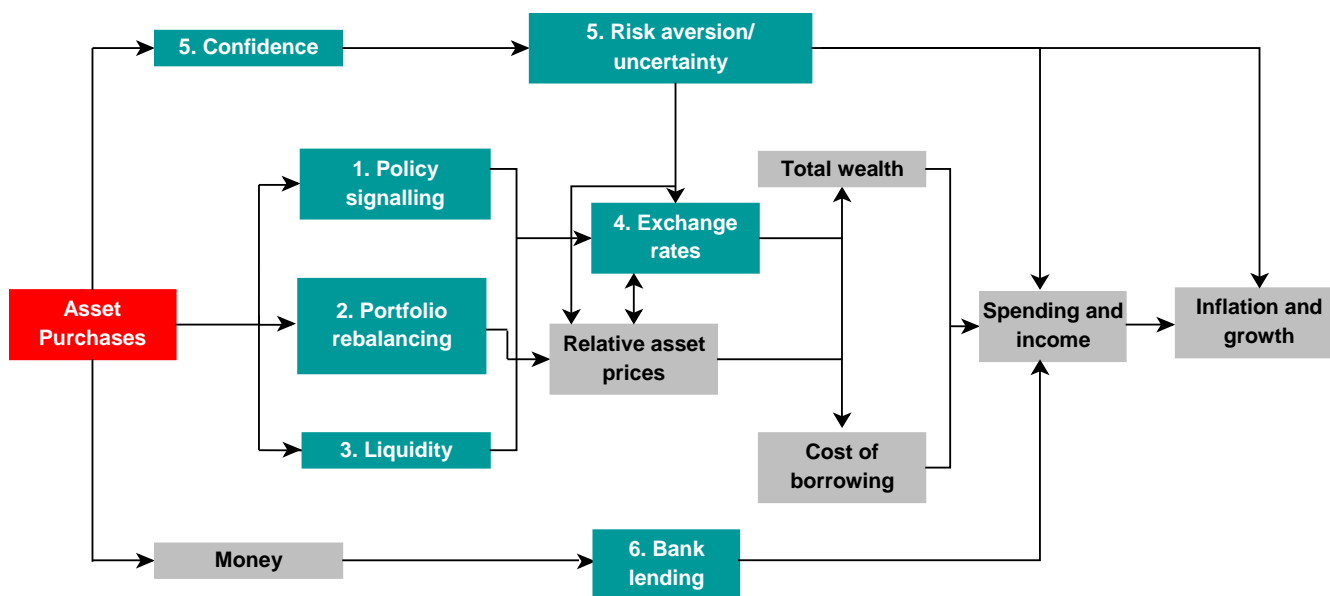 5. Confidence
5. Risk aversion/
uncertainty
1. Policy
signalling
Total wealth
4. Exchange
rates
Asset
Purchases
2. Portfolio
rebalancing
Relative asset
prices
Spending and
income
Inflation and
growth
3. Liquidity
Cost of
borrowing
Money
6. Bank
lending